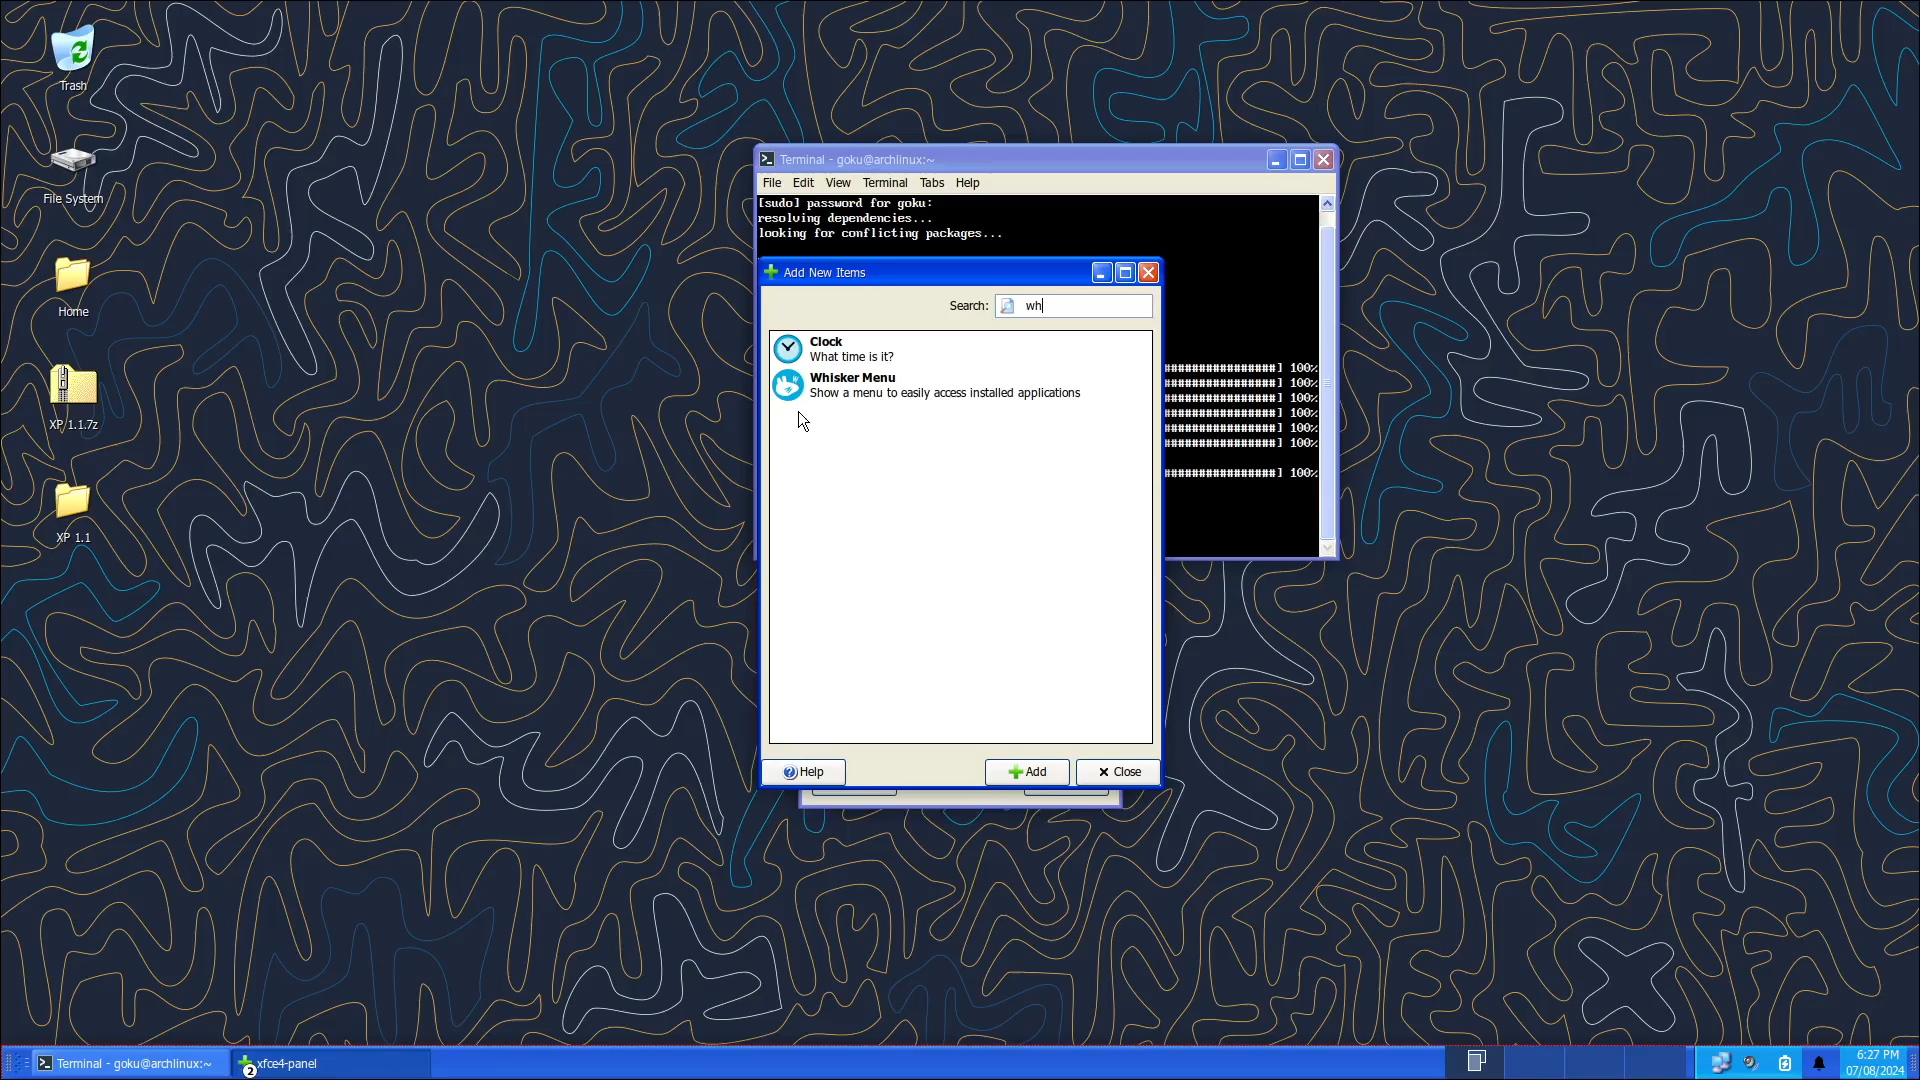 Trash
File System
Home
XP 1.1.7z
XP 1.1
Terminal - goku@archlinux:~
File Edit View Terminal Tabs Help
[sudo] password for goku:
resolving dependencies...
looking for conflicting packages...
Add New Items
Search: wh
Clock
What time is it?
Whisker Menu
Show a menu to easily access installed applications
################] 100%
################] 100%
################] 100%
################] 100%
################] 100%
################] 100%
################] 100%
Help
Add
Close
Terminal - goku@archlinux:~
2
xfce4-panel
6:27 PM
07/08/2024